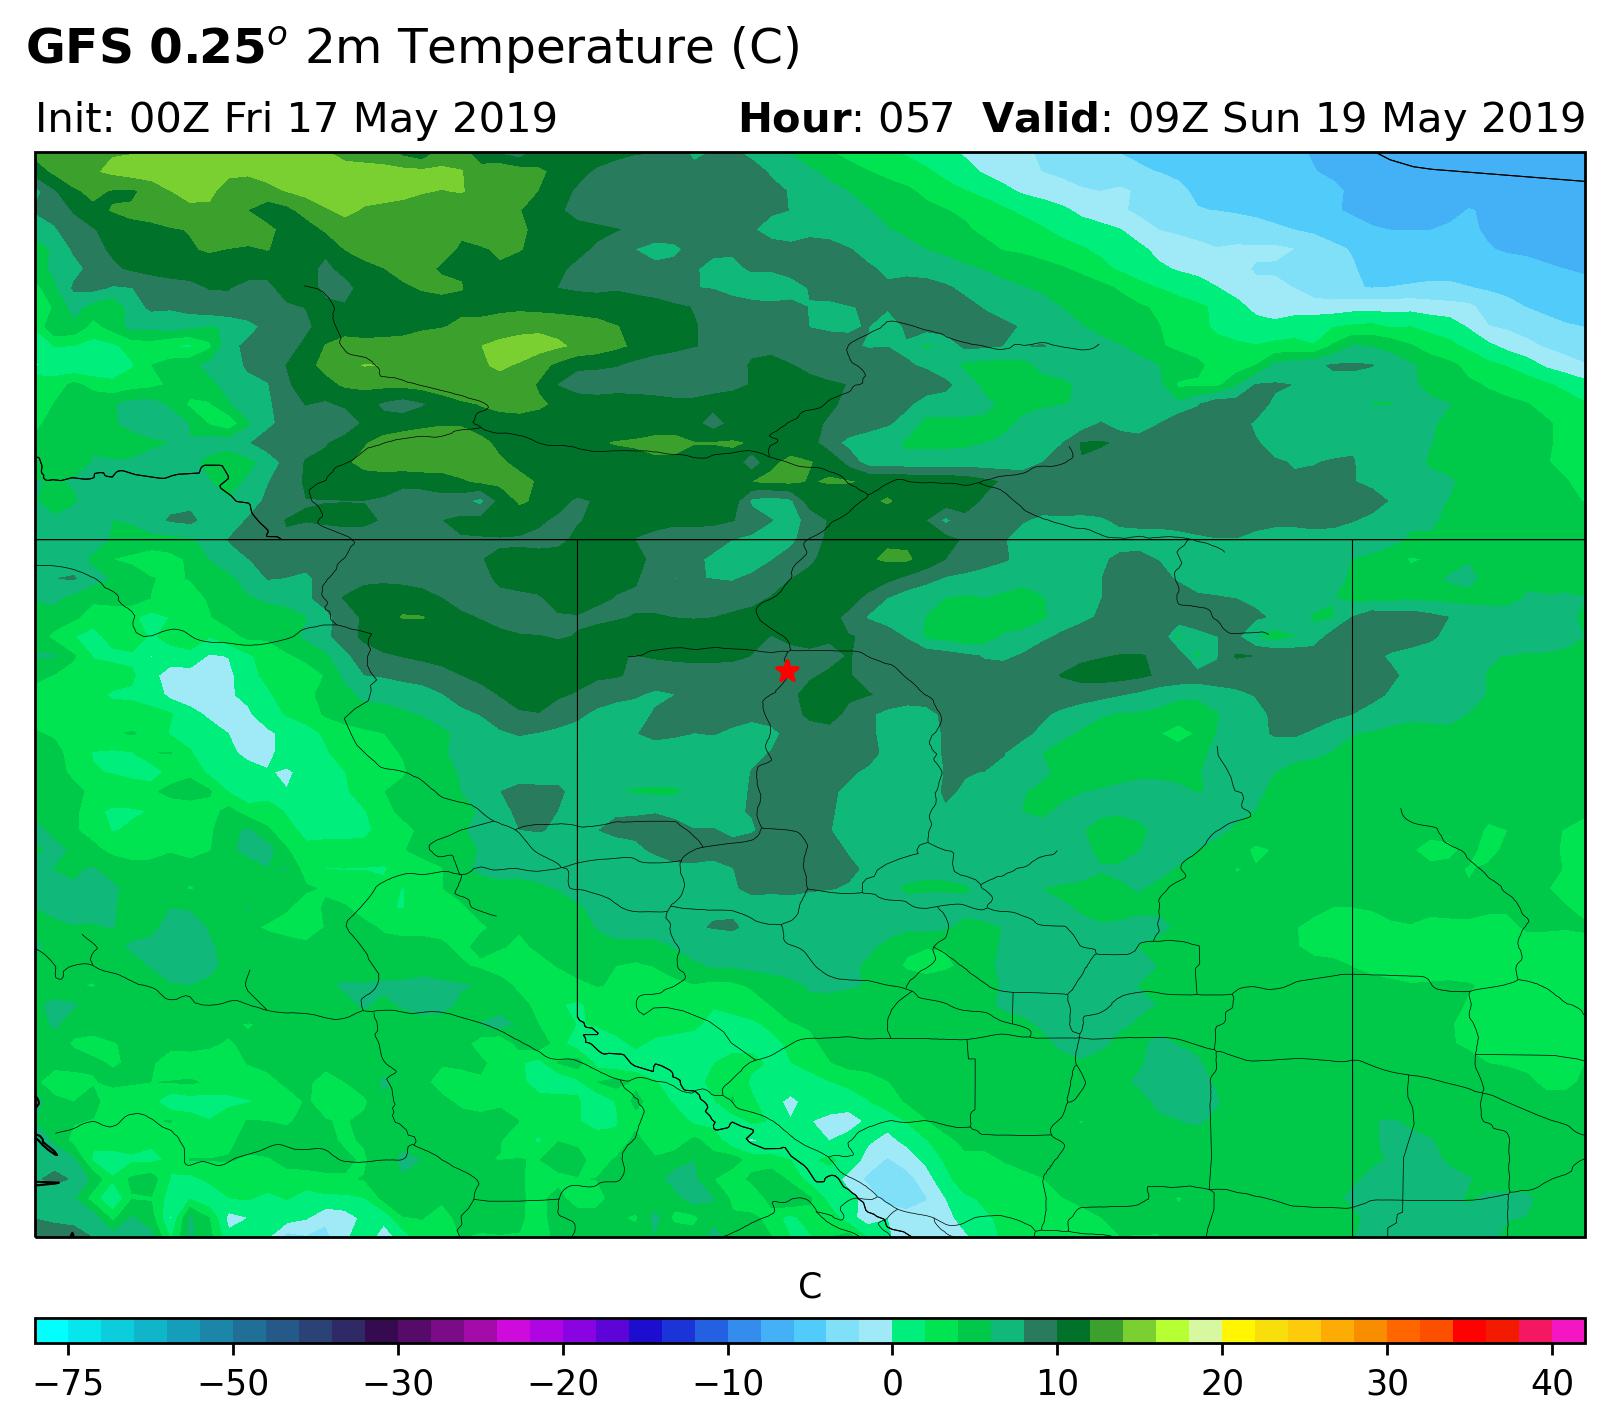 GFS 0.25° 2m Temperature (C)
Init: 00Z Fri 17 May 2019 Hour: 057 Valid: 09Z Sun 19 May 2019
C
−75 −50 −30 −20 −10 0 10 20 30 40